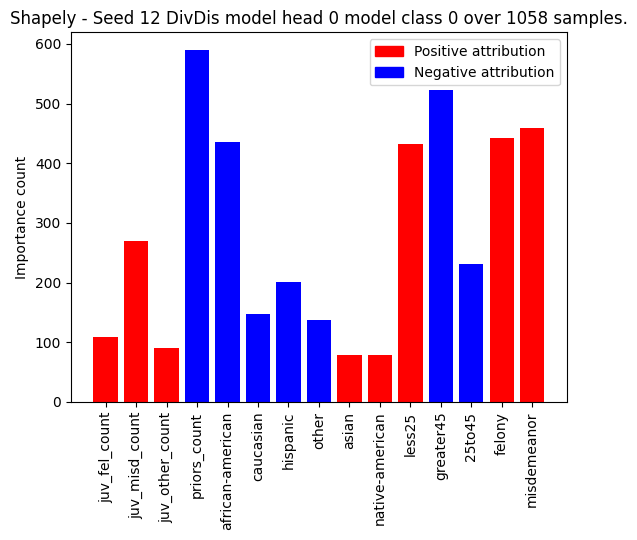 Shapely - Seed 12 DivDis model head 0 model class 0 over 1058 samples.
Positive attribution
Negative attribution
Importance count
600
500
400
300
200
100
0
juv_fel_count
juv_misd_count
juv_other_count
priors_count
african-american
caucasian
hispanic
other
asian
native-american
less25
greater45
25to45
felony
misdemeanor